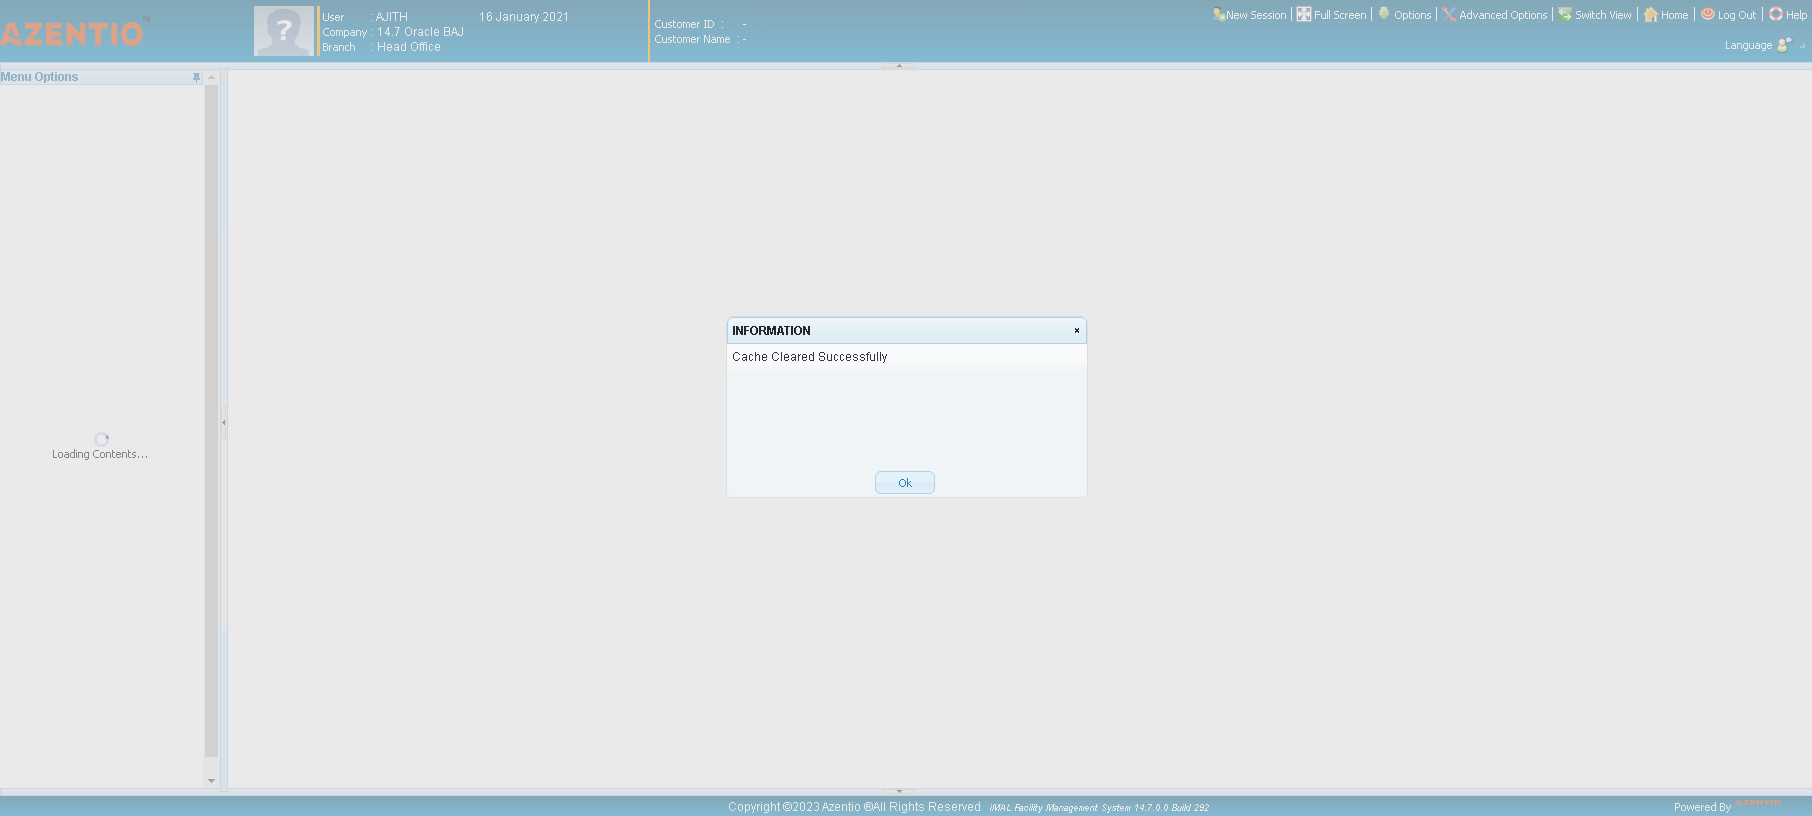 AZENTIO™
User : AJITH 16 January 2021
Company : 14.7 Oracle BAJ
Branch : Head Office
Customer ID : -
Customer Name : -
New Session | Full Screen | Options | Advanced Options | Switch View | Home | Log Out | Help
Language
Menu Options
Loading Contents...
INFORMATION ×
Cache Cleared Successfully
Ok
Copyright ©2023 Azentio ®All Rights Reserved iMAL Facility Management System 14.7.0.0 Build 292
Powered By AZENTIO